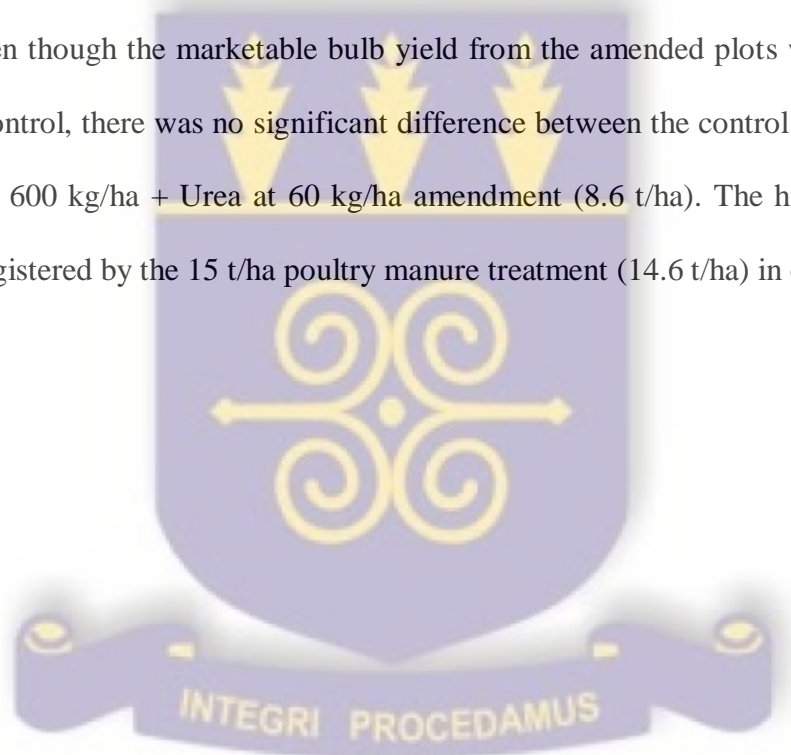 en though the marketable bulb yield from the amended plots
ontrol, there was no significant difference between the control
600 kg/ha + Urea at 60 kg/ha amendment (8.6 t/ha). The h
gistered by the 15 t/ha poultry manure treatment (14.6 t/ha) in
INTEGRI PROCEDAMUS